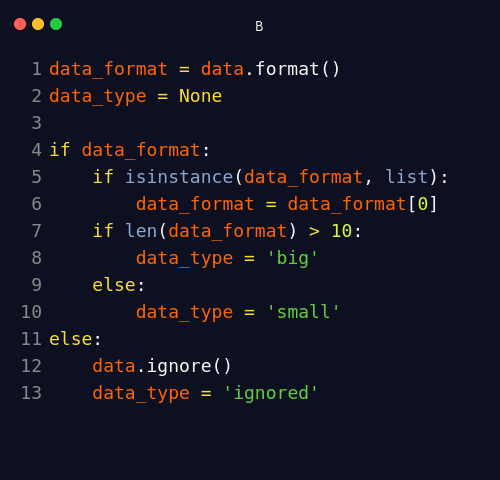 B
1 data_format = data.format()
2 data_type = None
3
4 if data_format:
5     if isinstance(data_format, list):
6         data_format = data_format[0]
7     if len(data_format) > 10:
8         data_type = 'big'
9     else:
10         data_type = 'small'
11 else:
12     data.ignore()
13     data_type = 'ignored'